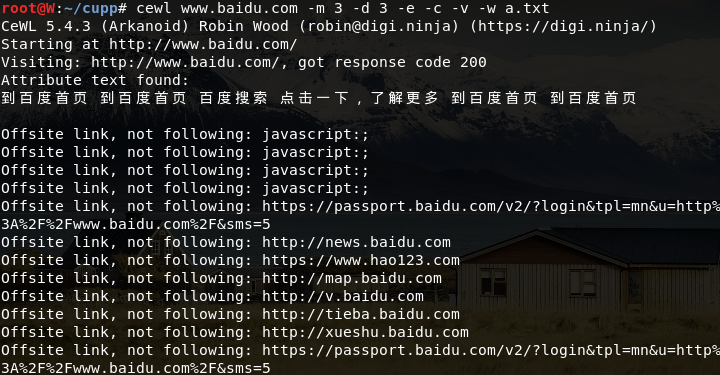 root@W:~/cupp# cewl www.baidu.com -m 3 -d 3 -e -c -v -w a.txt
CeWL 5.4.3 (Arkanoid) Robin Wood (robin@digi.ninja) (https://digi.ninja/)
Starting at http://www.baidu.com/
Visiting: http://www.baidu.com/, got response code 200
Attribute text found:
到百度首页 到百度首页 百度搜索 点击一下，了解更多 到百度首页 到百度首页
Offsite link, not following: javascript:;
Offsite link, not following: javascript:;
Offsite link, not following: javascript:;
Offsite link, not following: javascript:;
Offsite link, not following: https://passport.baidu.com/v2/?login&tpl=mn&u=http%
3A%2F%2Fwww.baidu.com%2F&sms=5
Offsite link, not following: http://news.baidu.com
Offsite link, not following: https://www.hao123.com
Offsite link, not following: http://map.baidu.com
Offsite link, not following: http://v.baidu.com
Offsite link, not following: http://tieba.baidu.com
Offsite link, not following: http://xueshu.baidu.com
Offsite link, not following: https://passport.baidu.com/v2/?login&tpl=mn&u=http%
3A%2F%2Fwww.baidu.com%2F&sms=5